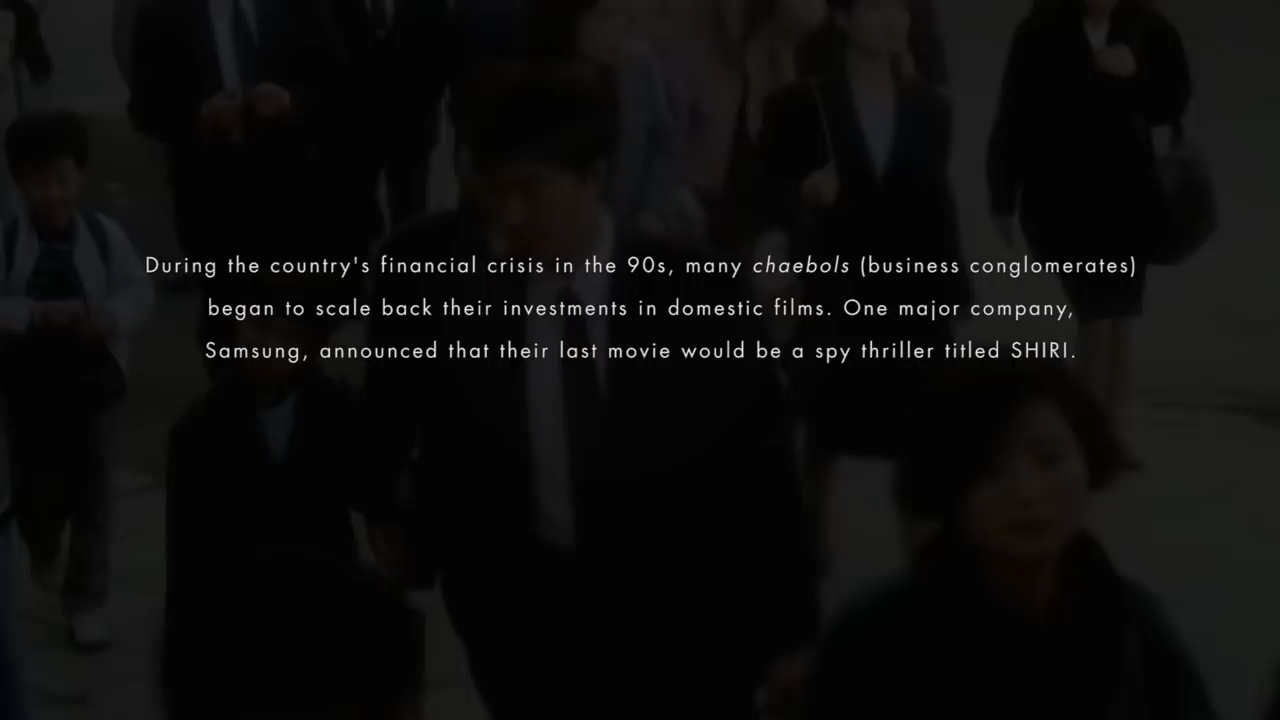 During the country's financial crisis in the 90s, many chaebols (business conglomerates)
began to scale back their investments in domestic films. One major company,
Samsung, announced that their last movie would be a spy thriller titled SHIRI.